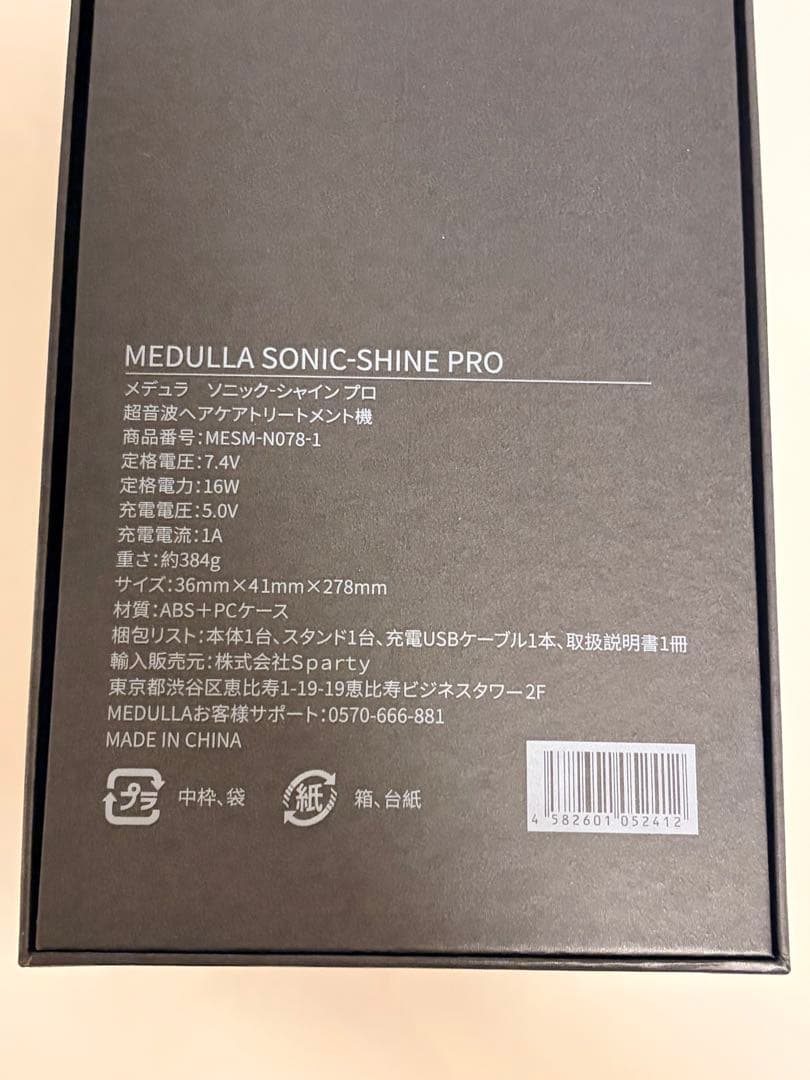 MEDULLA SONIC-SHINE PRO
メデュラ　ソニック-シャイン プロ
超音波ヘアケアトリートメント機
商品番号:MESM-N078-1
定格電圧:7.4V
定格電力:16W
充電電圧:5.0V
充電電流:1A
重さ:約384g
サイズ:36mm×41mm×278mm
材質:ABS+PCケース
梱包リスト:本体1台、スタンド1台、充電USBケーブル1本、取扱説明書1冊
輸入販売元:株式会社Sparty
東京都渋谷区恵比寿1-19-19恵比寿ビジネスタワー2F
MEDULLAお客様サポート:0570-666-881
MADE IN CHINA
プラ 中枠、袋 紙 箱、台紙
4 582601 052412